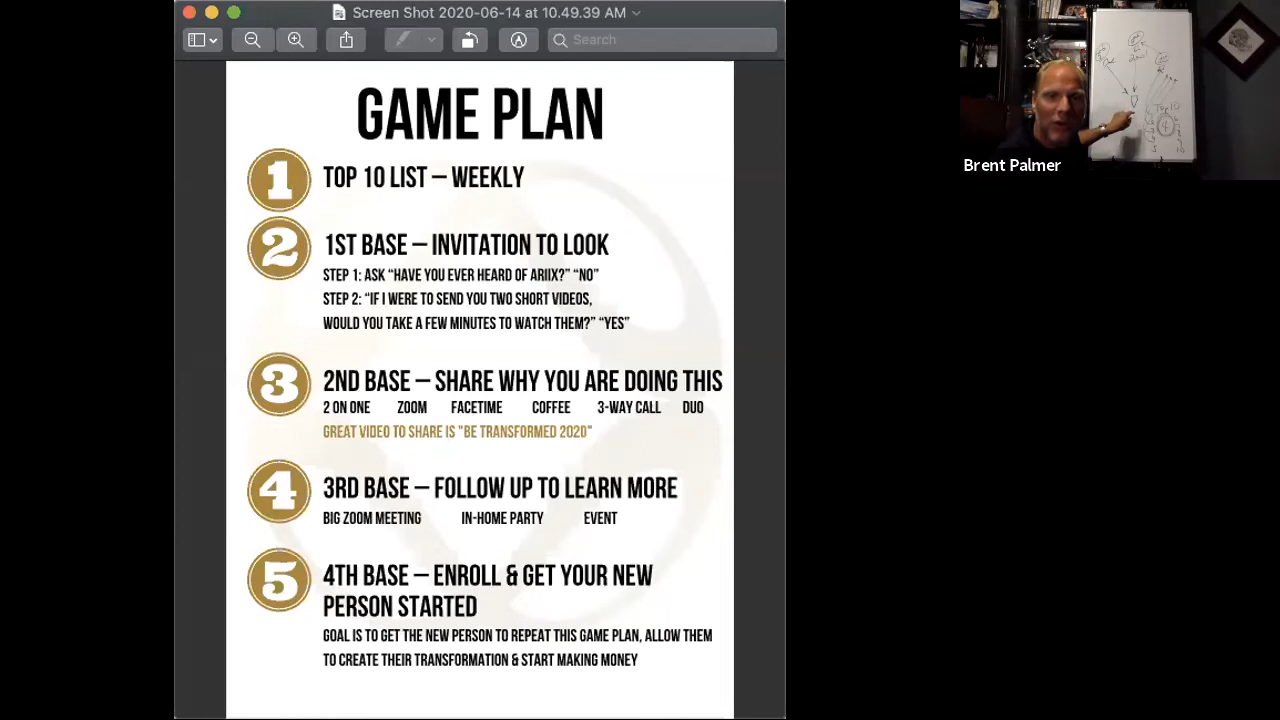 Screen Shot 2020-06-14 at 10.49.39 AM
Search
GAME PLAN
1
TOP 10 LIST – WEEKLY
2
1ST BASE – INVITATION TO LOOK
STEP 1: ASK “HAVE YOU EVER HEARD OF ARIIX?” “NO”
STEP 2: “IF I WERE TO SEND YOU TWO SHORT VIDEOS,
WOULD YOU TAKE A FEW MINUTES TO WATCH THEM?” “YES”
3
2ND BASE – SHARE WHY YOU ARE DOING THIS
2 ON ONE ZOOM FACETIME COFFEE 3-WAY CALL DUO
GREAT VIDEO TO SHARE IS "BE TRANSFORMED 2020"
4
3RD BASE – FOLLOW UP TO LEARN MORE
BIG ZOOM MEETING IN-HOME PARTY EVENT
5
4TH BASE – ENROLL & GET YOUR NEW
PERSON STARTED
GOAL IS TO GET THE NEW PERSON TO REPEAT THIS GAME PLAN, ALLOW THEM
TO CREATE THEIR TRANSFORMATION & START MAKING MONEY
Brent Palmer
Top 10